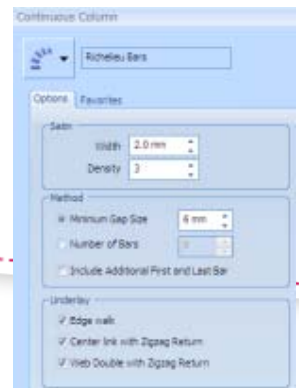 Continuous Column
Richelieu Bars
Options Favorites
Satin
Width 2.0 mm
Density 3
Method
Minimum Gap Size 6 mm
Number of Bars
Include Additional First and Last Bar
Underlay
Edge walk
Center link with Zigzag Return
Web Double with Zigzag Return